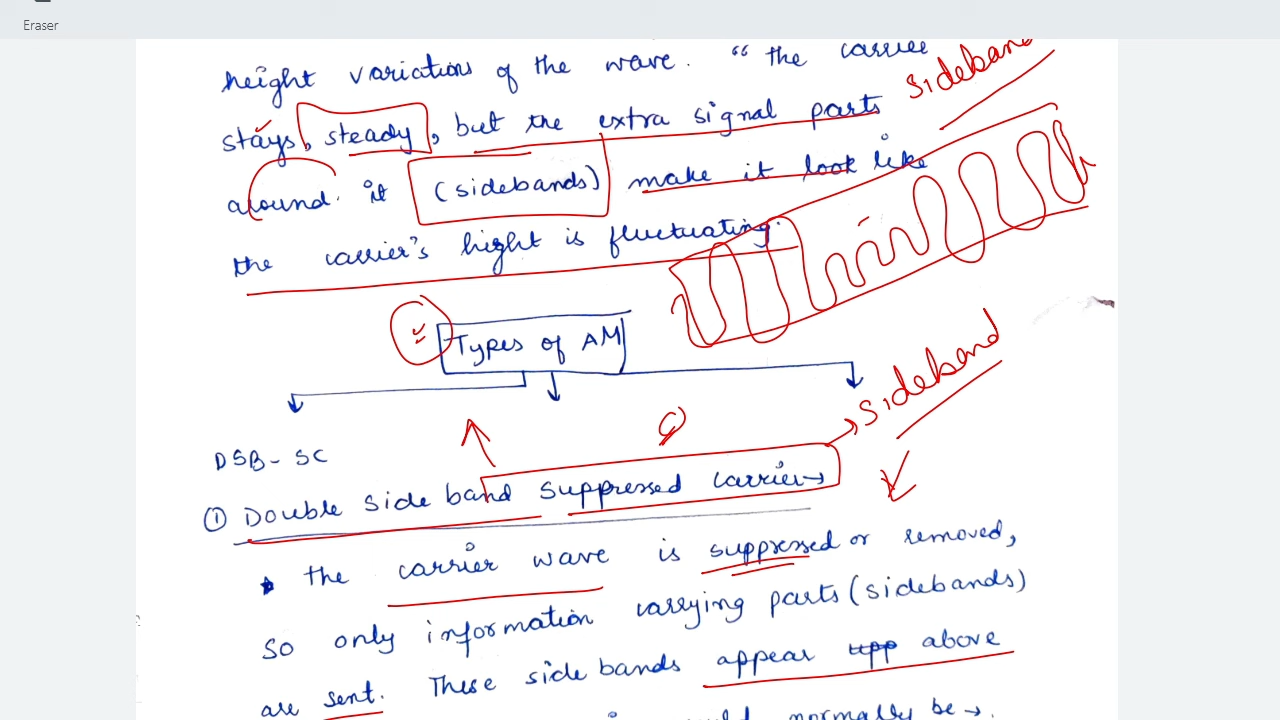 Eraser
height variations of the wave. “ the carrier
sideband
stays, steady, but the extra signal parts
around. it (sidebands) make it look like
the carrier's hight is fluctuating.
Types of AM
sideband
DSB - SC
① Double side band suppressed carrier →
• the carrier wave is suppressed or removed,
So only information carrying parts (sidebands)
are sent. These side bands appear above
normally be →